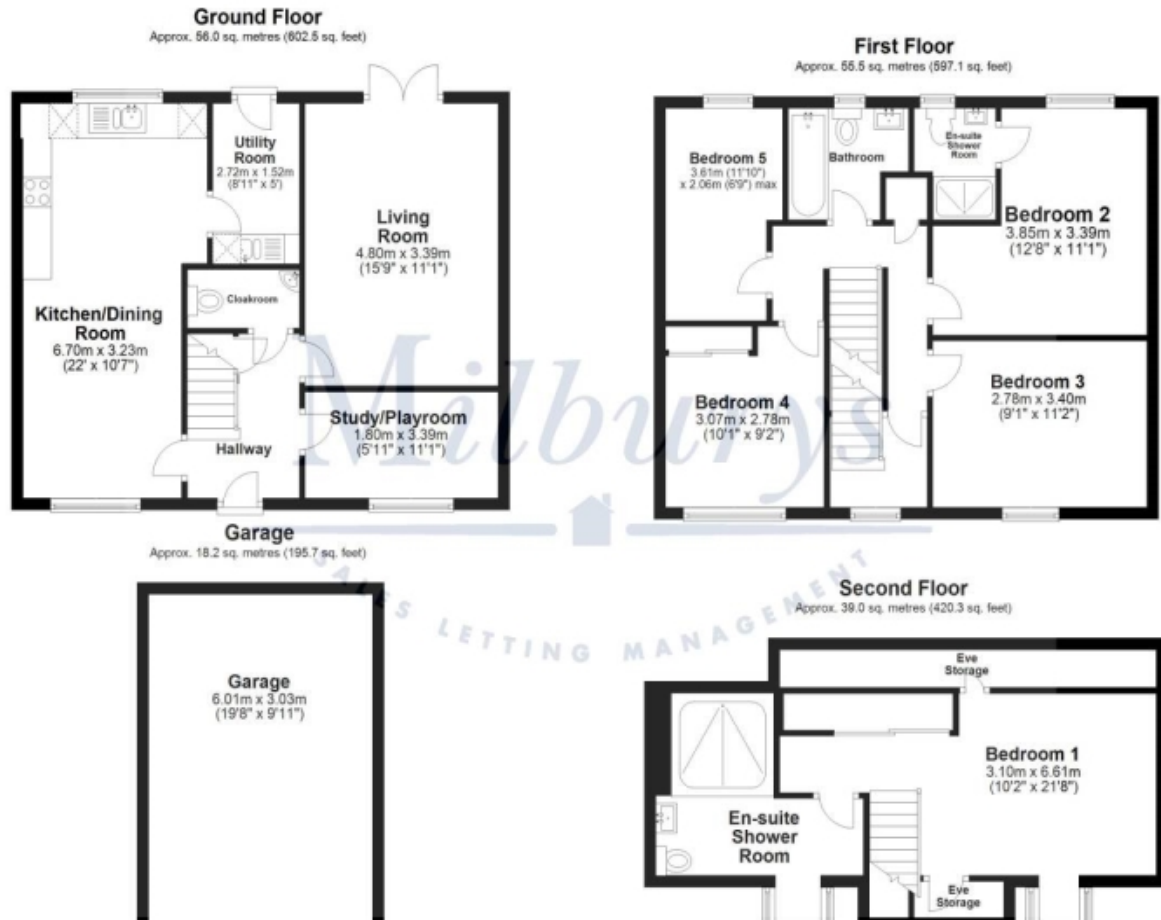 Ground Floor
Approx. 56.0 sq. metres (602.5 sq. feet)
Utility
Room
2.72m x 1.52m
(8'11" x 5')
Living
Room
4.80m x 3.39m
(15'9" x 11'1")
Cloakroom
Kitchen/Dining
Room
6.70m x 3.23m
(22' x 10'7")
Study/Playroom
1.80m x 3.39m
(5'11" x 11'1")
Hallway
First Floor
Approx. 55.5 sq. metres (597.1 sq. feet)
Bedroom 5
3.61m (11'10")
x 2.06m (6'9") max
Bathroom
En-suite
Shower
Room
Bedroom 2
3.85m x 3.39m
(12'8" x 11'1")
Bedroom 4
3.07m x 2.78m
(10'1" x 9'2")
Bedroom 3
2.78m x 3.40m
(9'1" x 11'2")
Milburys
SALES LETTING MANAGEMENT
Garage
Approx. 18.2 sq. metres (195.7 sq. feet)
Garage
6.01m x 3.03m
(19'8" x 9'11")
Second Floor
Approx. 39.0 sq. metres (420.3 sq. feet)
Eve
Storage
Bedroom 1
3.10m x 6.61m
(10'2" x 21'8")
En-suite
Shower
Room
Eve
Storage